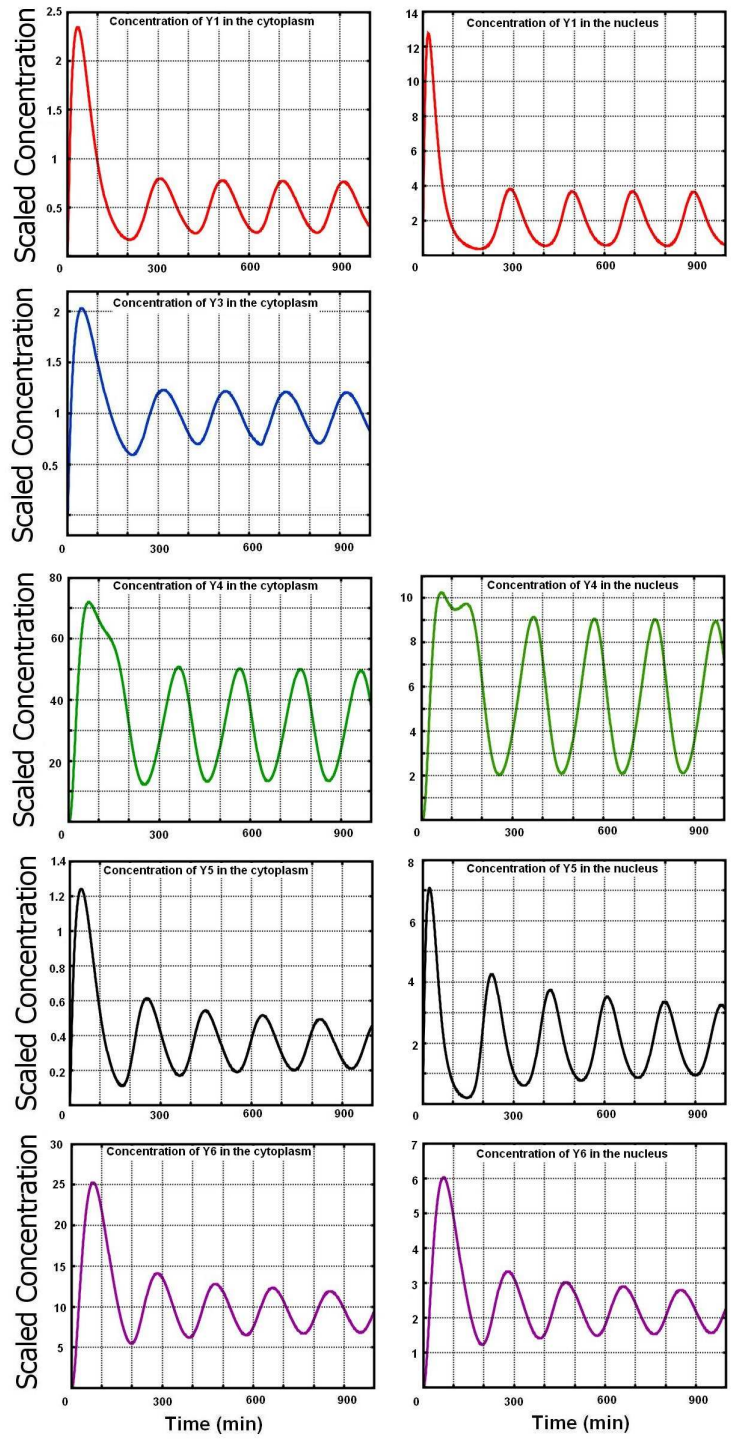 Concentration of Y1 in the cytoplasm
Scaled Concentration
2.5
2
1.5
1
0.5
0 300 600 900
Concentration of Y1 in the nucleus
14
12
10
8
6
4
2
0 300 600 900
Concentration of Y3 in the cytoplasm
Scaled Concentration
2
1.5
1
0.5
0 300 600 900
Concentration of Y4 in the cytoplasm
Scaled Concentration
80
60
40
20
0 300 600 900
Concentration of Y4 in the nucleus
10
8
6
4
2
0 300 600 900
Concentration of Y5 in the cytoplasm
Scaled Concentration
1.4
1.2
1
0.8
0.6
0.4
0.2
0 300 600 900
Concentration of Y5 in the nucleus
8
6
4
2
0 300 600 900
Concentration of Y6 in the cytoplasm
Scaled Concentration
30
25
20
15
10
5
0 300 600 900
Time (min)
Concentration of Y6 in the nucleus
7
6
5
4
3
2
1
0 300 600 900
Time (min)